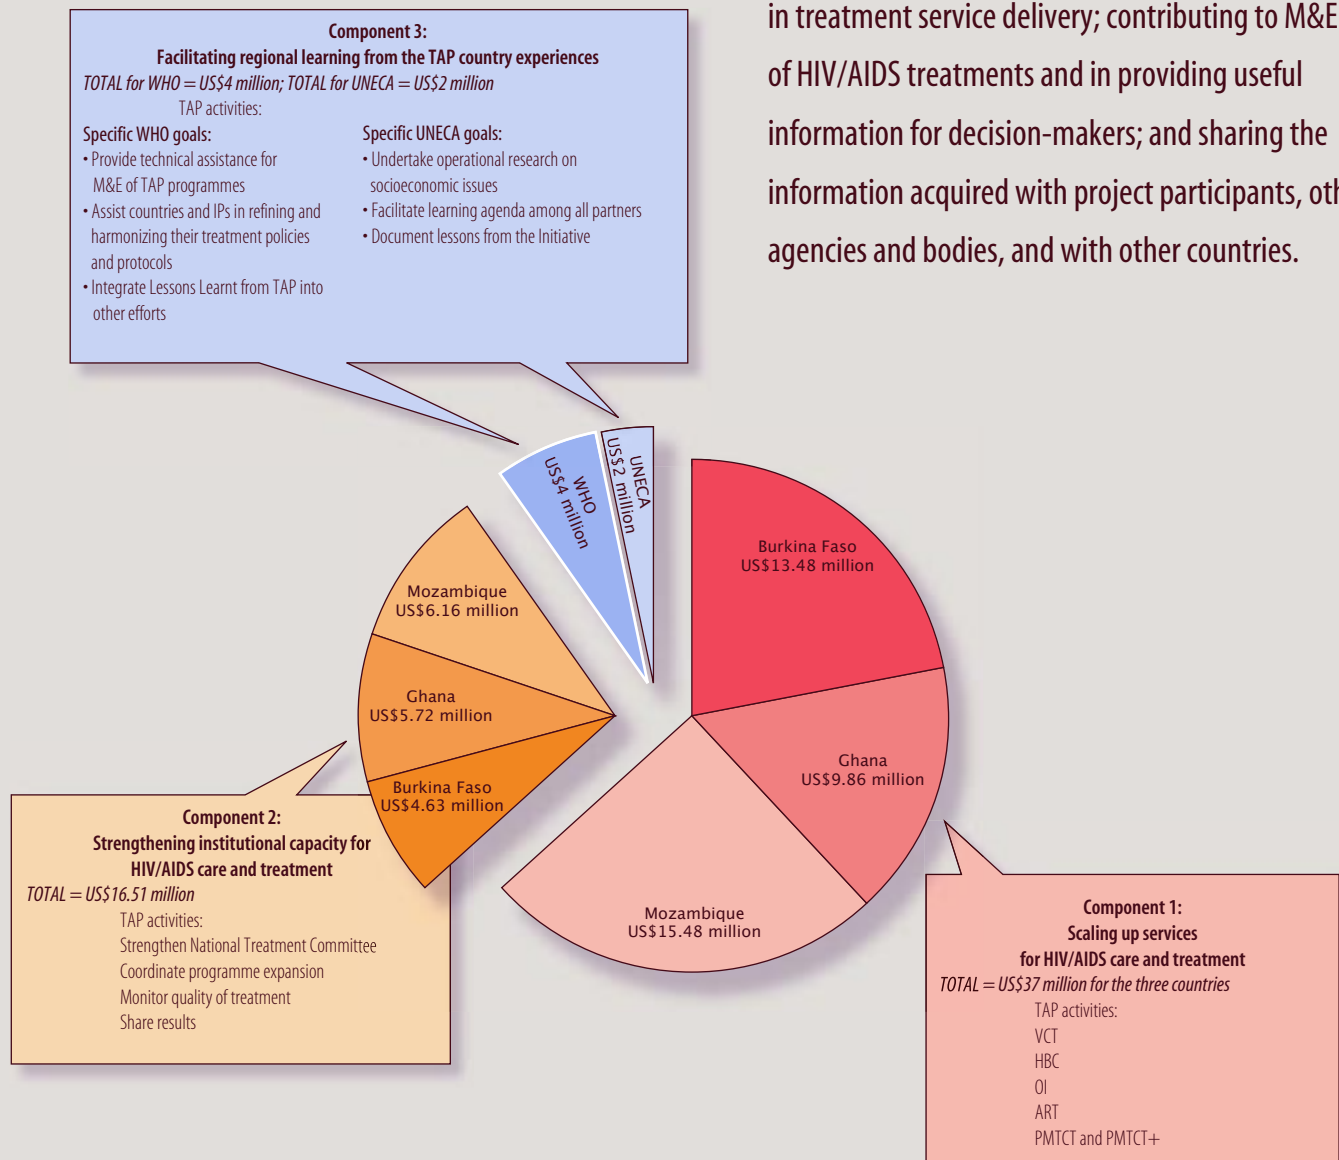 in treatment service delivery; contributing to M&E
of HIV/AIDS treatments and in providing useful
information for decision-makers; and sharing the
information acquired with project participants, oth
agencies and bodies, and with other countries.
Component 3:
Facilitating regional learning from the TAP country experiences
TOTAL for WHO = US$4 million; TOTAL for UNECA = US$2 million
TAP activities:
Specific WHO goals:
• Provide technical assistance for
M&E of TAP programmes
• Assist countries and IPs in refining and
harmonizing their treatment policies
and protocols
• Integrate Lessons Learnt from TAP into
other efforts
Specific UNECA goals:
• Undertake operational research on
socioeconomic issues
• Facilitate learning agenda among all partners
• Document lessons from the Initiative
WHO
US$4 million
UNECA
US$2 million
Burkina Faso
US$13.48 million
Mozambique
US$6.16 million
Ghana
US$5.72 million
Burkina Faso
US$4.63 million
Ghana
US$9.86 million
Mozambique
US$15.48 million
Component 2:
Strengthening institutional capacity for
HIV/AIDS care and treatment
TOTAL = US$16.51 million
TAP activities:
Strengthen National Treatment Committee
Coordinate programme expansion
Monitor quality of treatment
Share results
Component 1:
Scaling up services
for HIV/AIDS care and treatment
TOTAL = US$37 million for the three countries
TAP activities:
VCT
HBC
OI
ART
PMTCT and PMTCT+